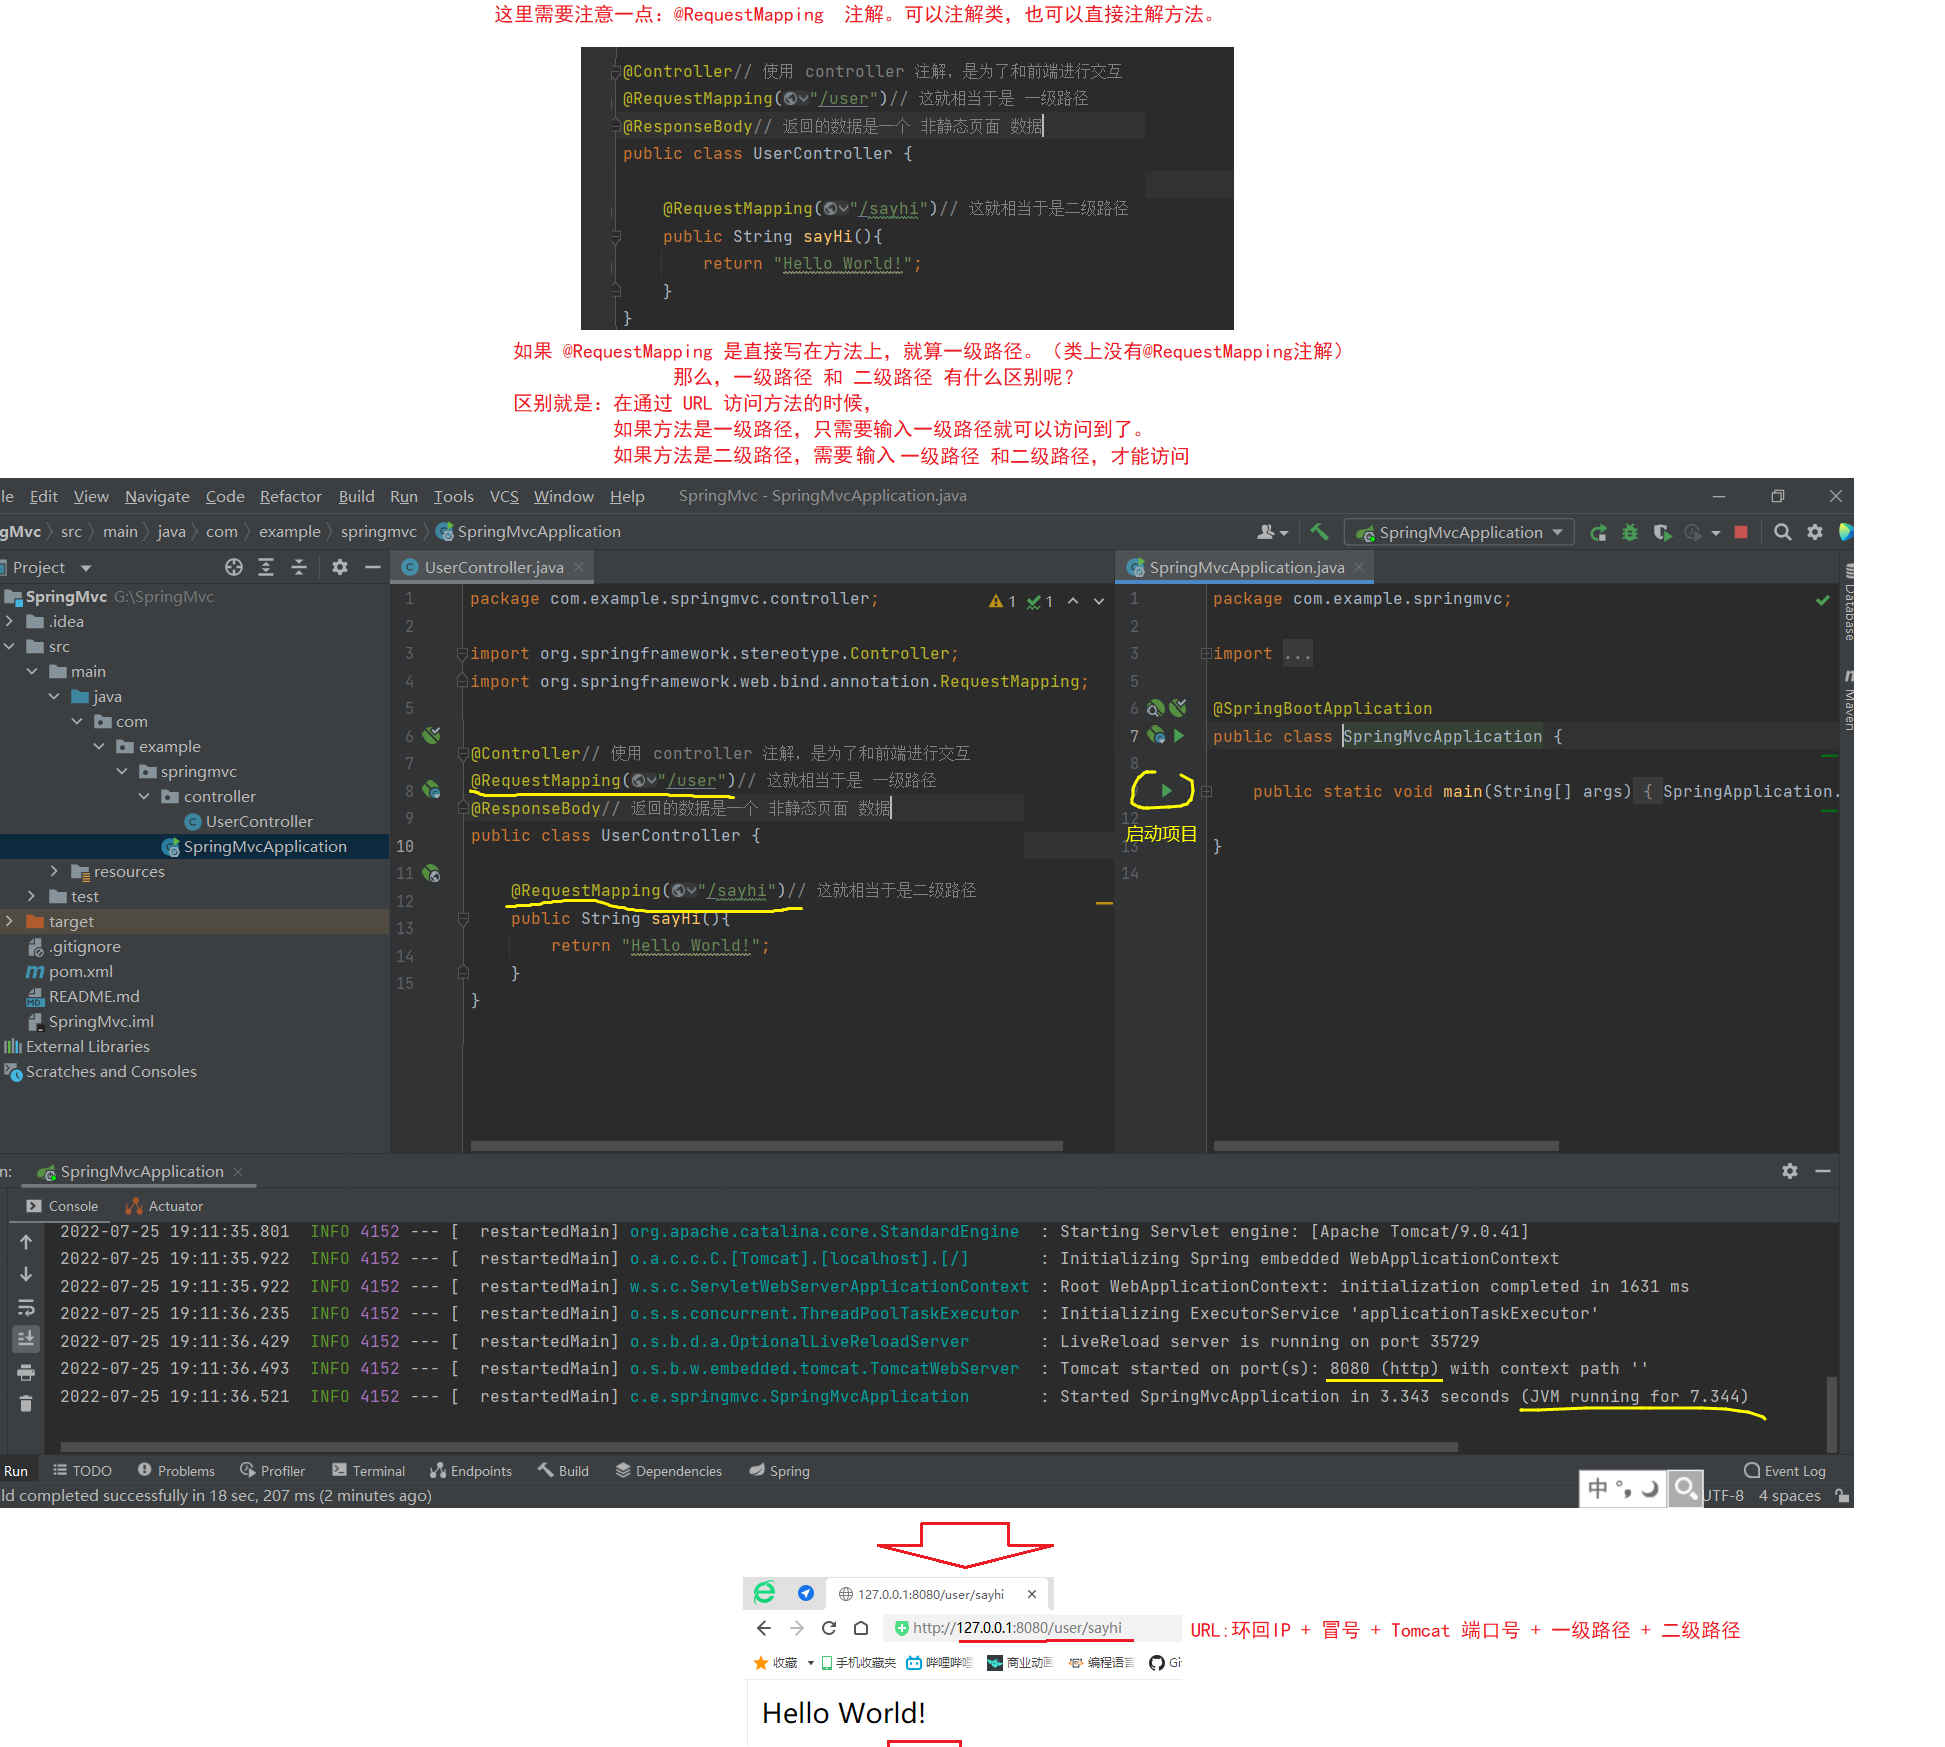 这里需要注意一点：@RequestMapping 注解。可以注解类，也可以直接注解方法。
@Controller// 使用 controller 注解，是为了和前端进行交互
@RequestMapping("/user")// 这就相当于是 一级路径
@ResponseBody// 返回的数据是一个 非静态页面 数据
public class UserController {
@RequestMapping("/sayhi")// 这就相当于是二级路径
public String sayHi(){
return "Hello World!";
}
}
如果 @RequestMapping 是直接写在方法上，就算一级路径。（类上没有@RequestMapping注解）
那么，一级路径 和 二级路径 有什么区别呢？
区别就是：在通过 URL 访问方法的时候，
如果方法是一级路径，只需要输入一级路径就可以访问到了。
如果方法是二级路径，需要输入 一级路径 和二级路径，才能访问
le Edit View Navigate Code Refactor Build Run Tools VCS Window Help SpringMvc - SpringMvcApplication.java
gMvc src main java com example springmvc SpringMvcApplication SpringMvcApplication
Project
UserController.java
SpringMvcApplication.java
SpringMvc G:\SpringMvc
.idea
src
main
java
com
example
springmvc
controller
UserController
SpringMvcApplication
resources
test
target
.gitignore
pom.xml
README.md
SpringMvc.iml
External Libraries
Scratches and Consoles
1 package com.example.springmvc.controller; 1 1
2
3 import org.springframework.stereotype.Controller;
4 import org.springframework.web.bind.annotation.RequestMapping;
5
6
7 @Controller// 使用 controller 注解，是为了和前端进行交互
8 @RequestMapping("/user")// 这就相当于是 一级路径
9 @ResponseBody// 返回的数据是一个 非静态页面 数据
10 public class UserController {
11
12 @RequestMapping("/sayhi")// 这就相当于是二级路径
13 public String sayHi(){
14 return "Hello World!";
15 }
}
1 package com.example.springmvc;
2
3 import ...
5
6 @SpringBootApplication
7 public class SpringMvcApplication {
8
public static void main(String[] args) { SpringApplication.
12
启动项目
13 }
14
Database
Maven
n: SpringMvcApplication
Console Actuator
2022-07-25 19:11:35.801 INFO 4152 --- [ restartedMain] org.apache.catalina.core.StandardEngine : Starting Servlet engine: [Apache Tomcat/9.0.41]
2022-07-25 19:11:35.922 INFO 4152 --- [ restartedMain] o.a.c.c.C.[Tomcat].[localhost].[/] : Initializing Spring embedded WebApplicationContext
2022-07-25 19:11:35.922 INFO 4152 --- [ restartedMain] w.s.c.ServletWebServerApplicationContext : Root WebApplicationContext: initialization completed in 1631 ms
2022-07-25 19:11:36.235 INFO 4152 --- [ restartedMain] o.s.s.concurrent.ThreadPoolTaskExecutor : Initializing ExecutorService 'applicationTaskExecutor'
2022-07-25 19:11:36.429 INFO 4152 --- [ restartedMain] o.s.b.d.a.OptionalLiveReloadServer : LiveReload server is running on port 35729
2022-07-25 19:11:36.493 INFO 4152 --- [ restartedMain] o.s.b.w.embedded.tomcat.TomcatWebServer : Tomcat started on port(s): 8080 (http) with context path ''
2022-07-25 19:11:36.521 INFO 4152 --- [ restartedMain] c.e.springmvc.SpringMvcApplication : Started SpringMvcApplication in 3.343 seconds (JVM running for 7.344)
Run TODO Problems Profiler Terminal Endpoints Build Dependencies Spring Event Log
ld completed successfully in 18 sec, 207 ms (2 minutes ago) 中 UTF-8 4 spaces
127.0.0.1:8080/user/sayhi
http://127.0.0.1:8080/user/sayhi
URL:环回IP + 冒号 + Tomcat 端口号 + 一级路径 + 二级路径
收藏 手机收藏夹 哔哩哔哩 商业动画 编程语言 Gi
Hello World!